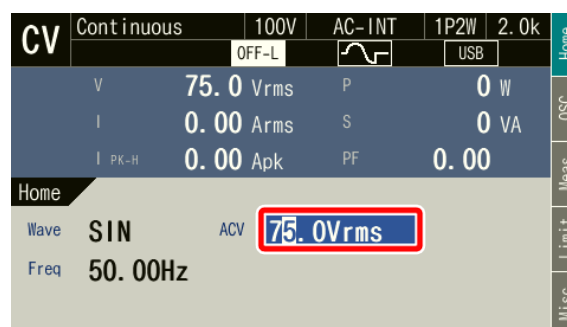 CV Continuous 100V AC-INT 1P2W 2.0k
OFF-L USB
V 75.0 Vrms P 0 W
I 0.00 Arms S 0 VA
I PK-H 0.00 Apk PF 0.00
Home
Wave SIN ACV 75.0Vrms
Freq 50.00Hz
Home
OSC
Meas
Limit
Misc